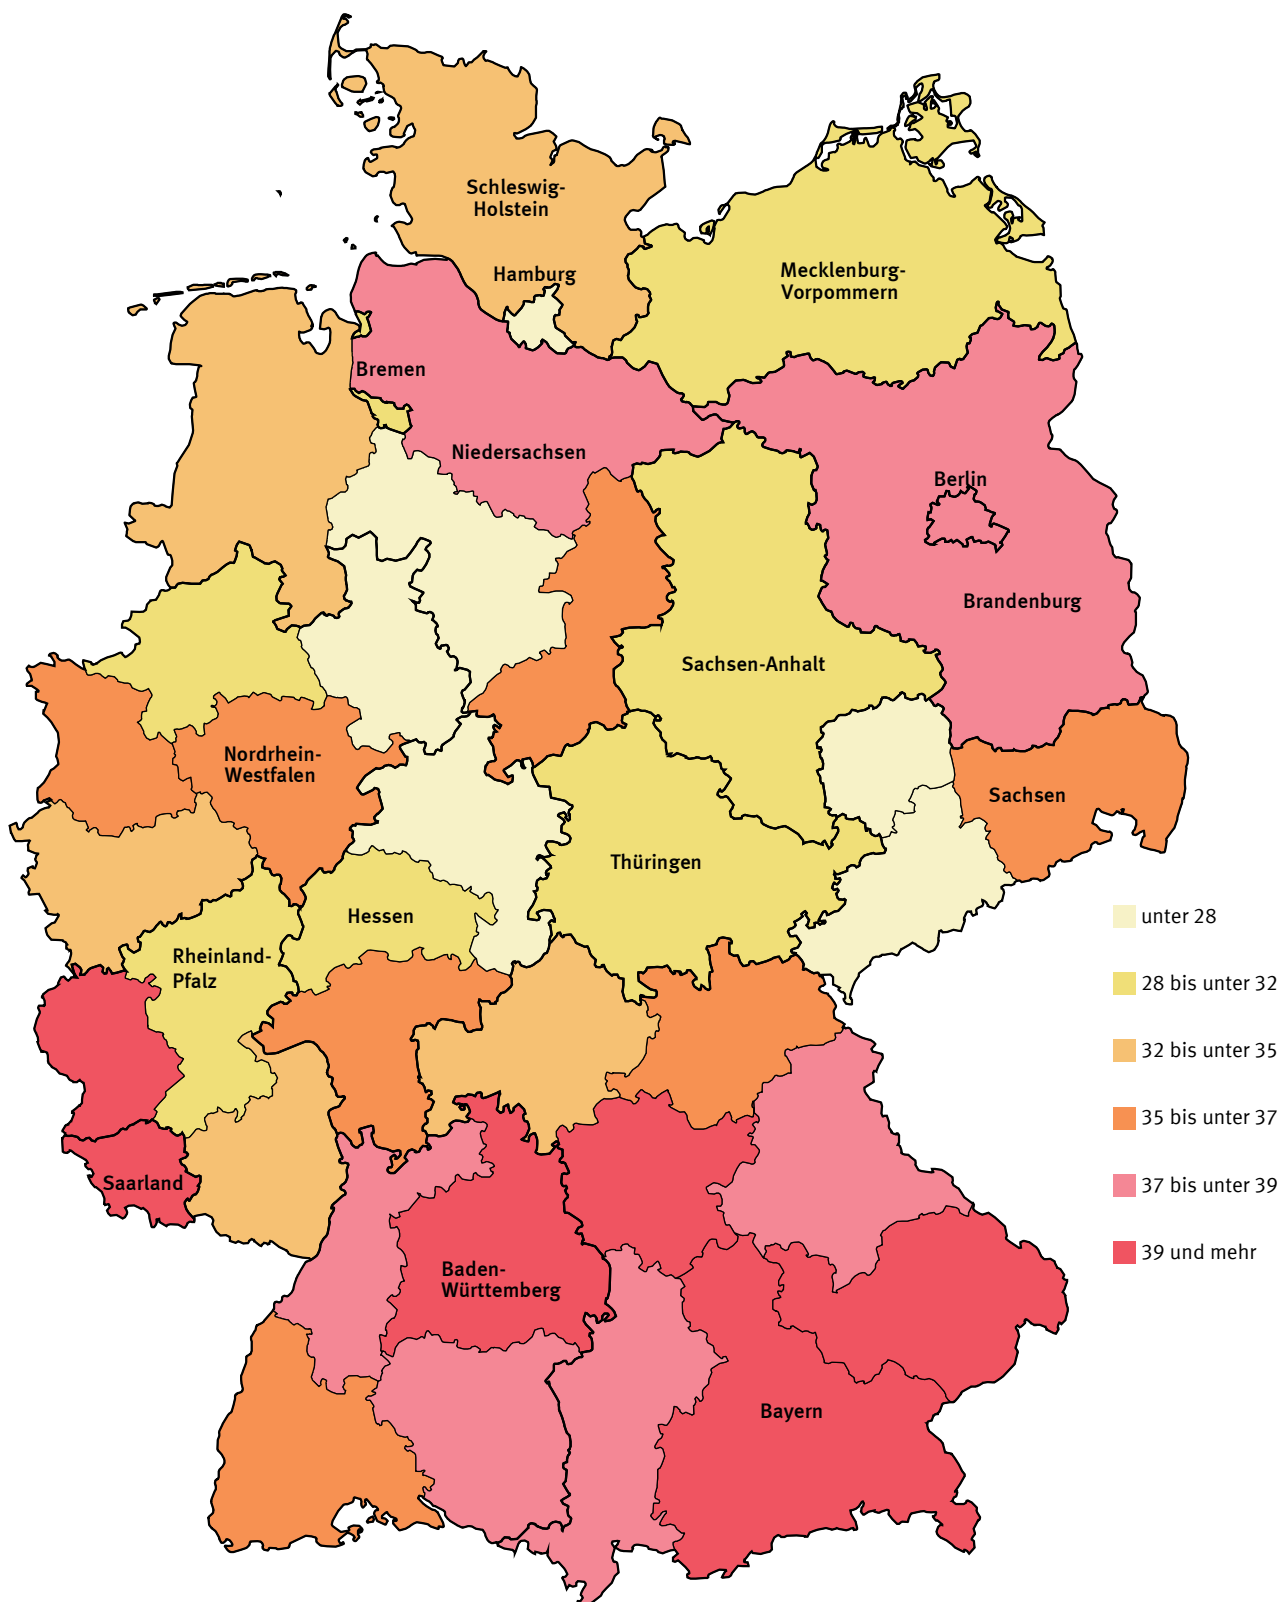 Schleswig-
Holstein
Hamburg
Mecklenburg-
Vorpommern
Bremen
Niedersachsen
Berlin
Brandenburg
Sachsen-Anhalt
Nordrhein-
Westfalen
Sachsen
Thüringen
Hessen
Rheinland-
Pfalz
Saarland
Baden-
Württemberg
Bayern
unter 28
28 bis unter 32
32 bis unter 35
35 bis unter 37
37 bis unter 39
39 und mehr